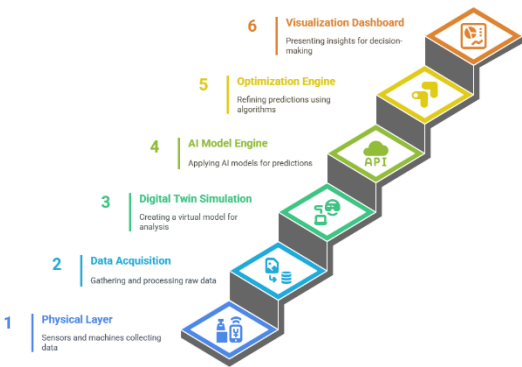 6
Visualization Dashboard
Presenting insights for decision-
making
5
Optimization Engine
Refining predictions using
algorithms
4
AI Model Engine
Applying AI models for predictions
API
3
Digital Twin Simulation
Creating a virtual model for
analysis
2
Data Acquisition
Gathering and processing raw data
1
Physical Layer
Sensors and machines collecting
data
¥